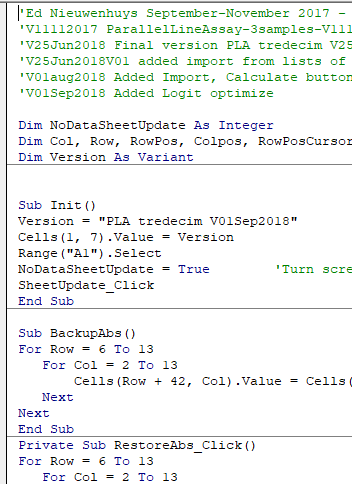 'Ed Nieuwenhuys September-November 2017 -
'V11112017 ParallelLineAssay-3samples-V111
'V25Jun2018 Final version PLA tredecim V25
'V25Jun2018V01 added import from lists of
'V01aug2018 Added Import, Calculate button
'V01Sep2018 Added Logit optimize
Dim NoDataSheetUpdate As Integer
Dim Col, Row, RowPos, Colpos, RowPosCursor
Dim Version As Variant
Sub Init()
Version = "PLA tredecim V01Sep2018"
Cells(1, 7).Value = Version
Range("A1").Select
NoDataSheetUpdate = True 'Turn scre
SheetUpdate_Click
End Sub
Sub BackupAbs()
For Row = 6 To 13
For Col = 2 To 13
Cells(Row + 42, Col).Value = Cells(
Next
Next
End Sub
Private Sub RestoreAbs_Click()
For Row = 6 To 13
For Col = 2 To 13